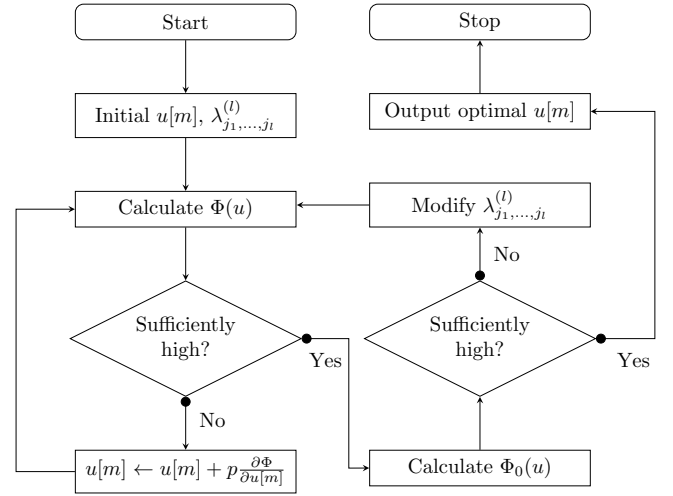 Start
Initial u[m], λ^{(l)}_{j_1,...,j_l}
Calculate Φ(u)
Sufficiently
high?
Yes
No
u[m] ← u[m] + p ∂Φ/∂u[m]
Stop
Output optimal u[m]
Modify λ^{(l)}_{j_1,...,j_l}
No
Sufficiently
high?
Yes
Calculate Φ_0(u)